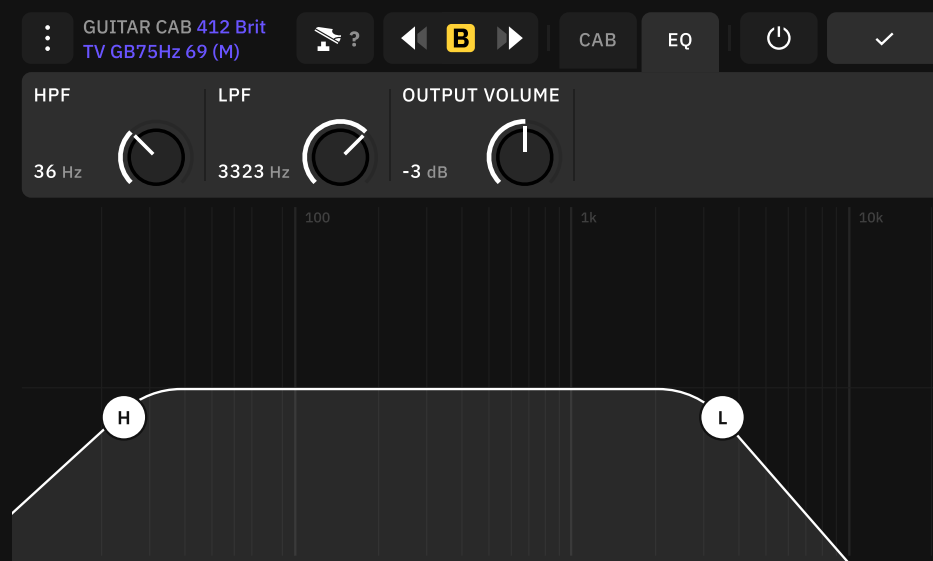 GUITAR CAB 412 Brit
TV GB75Hz 69 (M)
?
B
CAB
EQ
HPF
36 Hz
LPF
3323 Hz
OUTPUT VOLUME
-3 dB
100
1k
10k
H
L